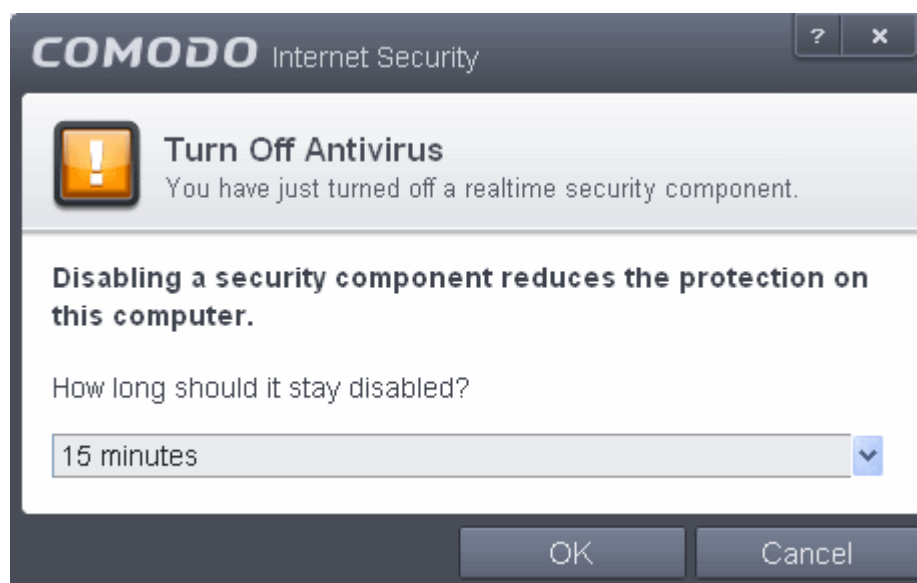 COMODO Internet Security
? x
Turn Off Antivirus
You have just turned off a realtime security component.
Disabling a security component reduces the protection on
this computer.
How long should it stay disabled?
15 minutes
OK Cancel